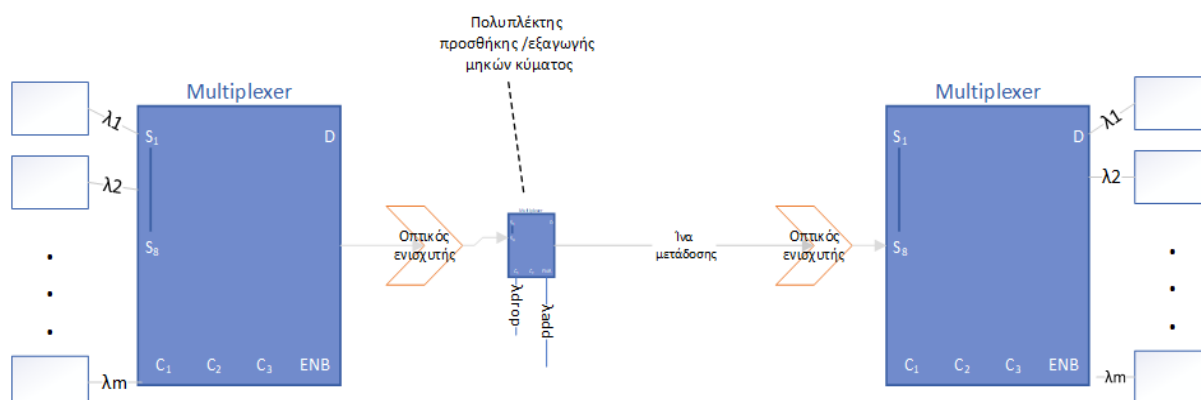 Πολυπλέκτης
προσθήκης /εξαγωγής
μηκών κύματος
Multiplexer
Multiplexer
λ1
S1
D
S1
D
λ1
λ2
λ2
Multiplexer
S8
Οπτικός
ενισχυτής
Ίνα
μετάδοσης
Οπτικός
ενισχυτής
S8
λdrop
λadd
λm
C1 C2 C3 ENB
C1 C2 C3 ENB
λm